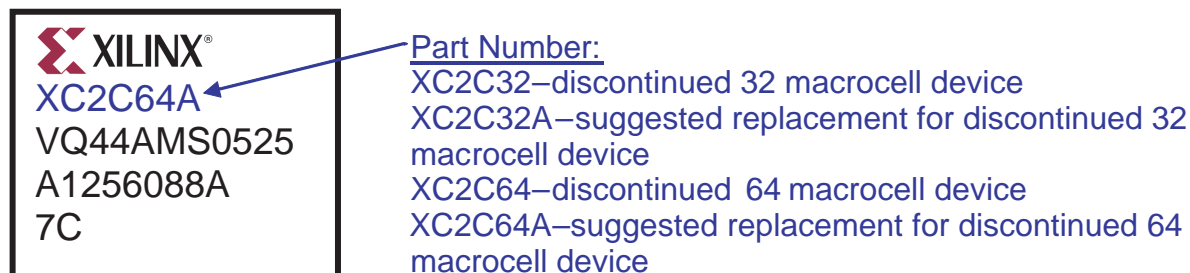 XILINX®
XC2C64A
VQ44AMS0525
A1256088A
7C
Part Number:
XC2C32–discontinued 32 macrocell device
XC2C32A–suggested replacement for discontinued 32
macrocell device
XC2C64–discontinued 64 macrocell device
XC2C64A–suggested replacement for discontinued 64
macrocell device